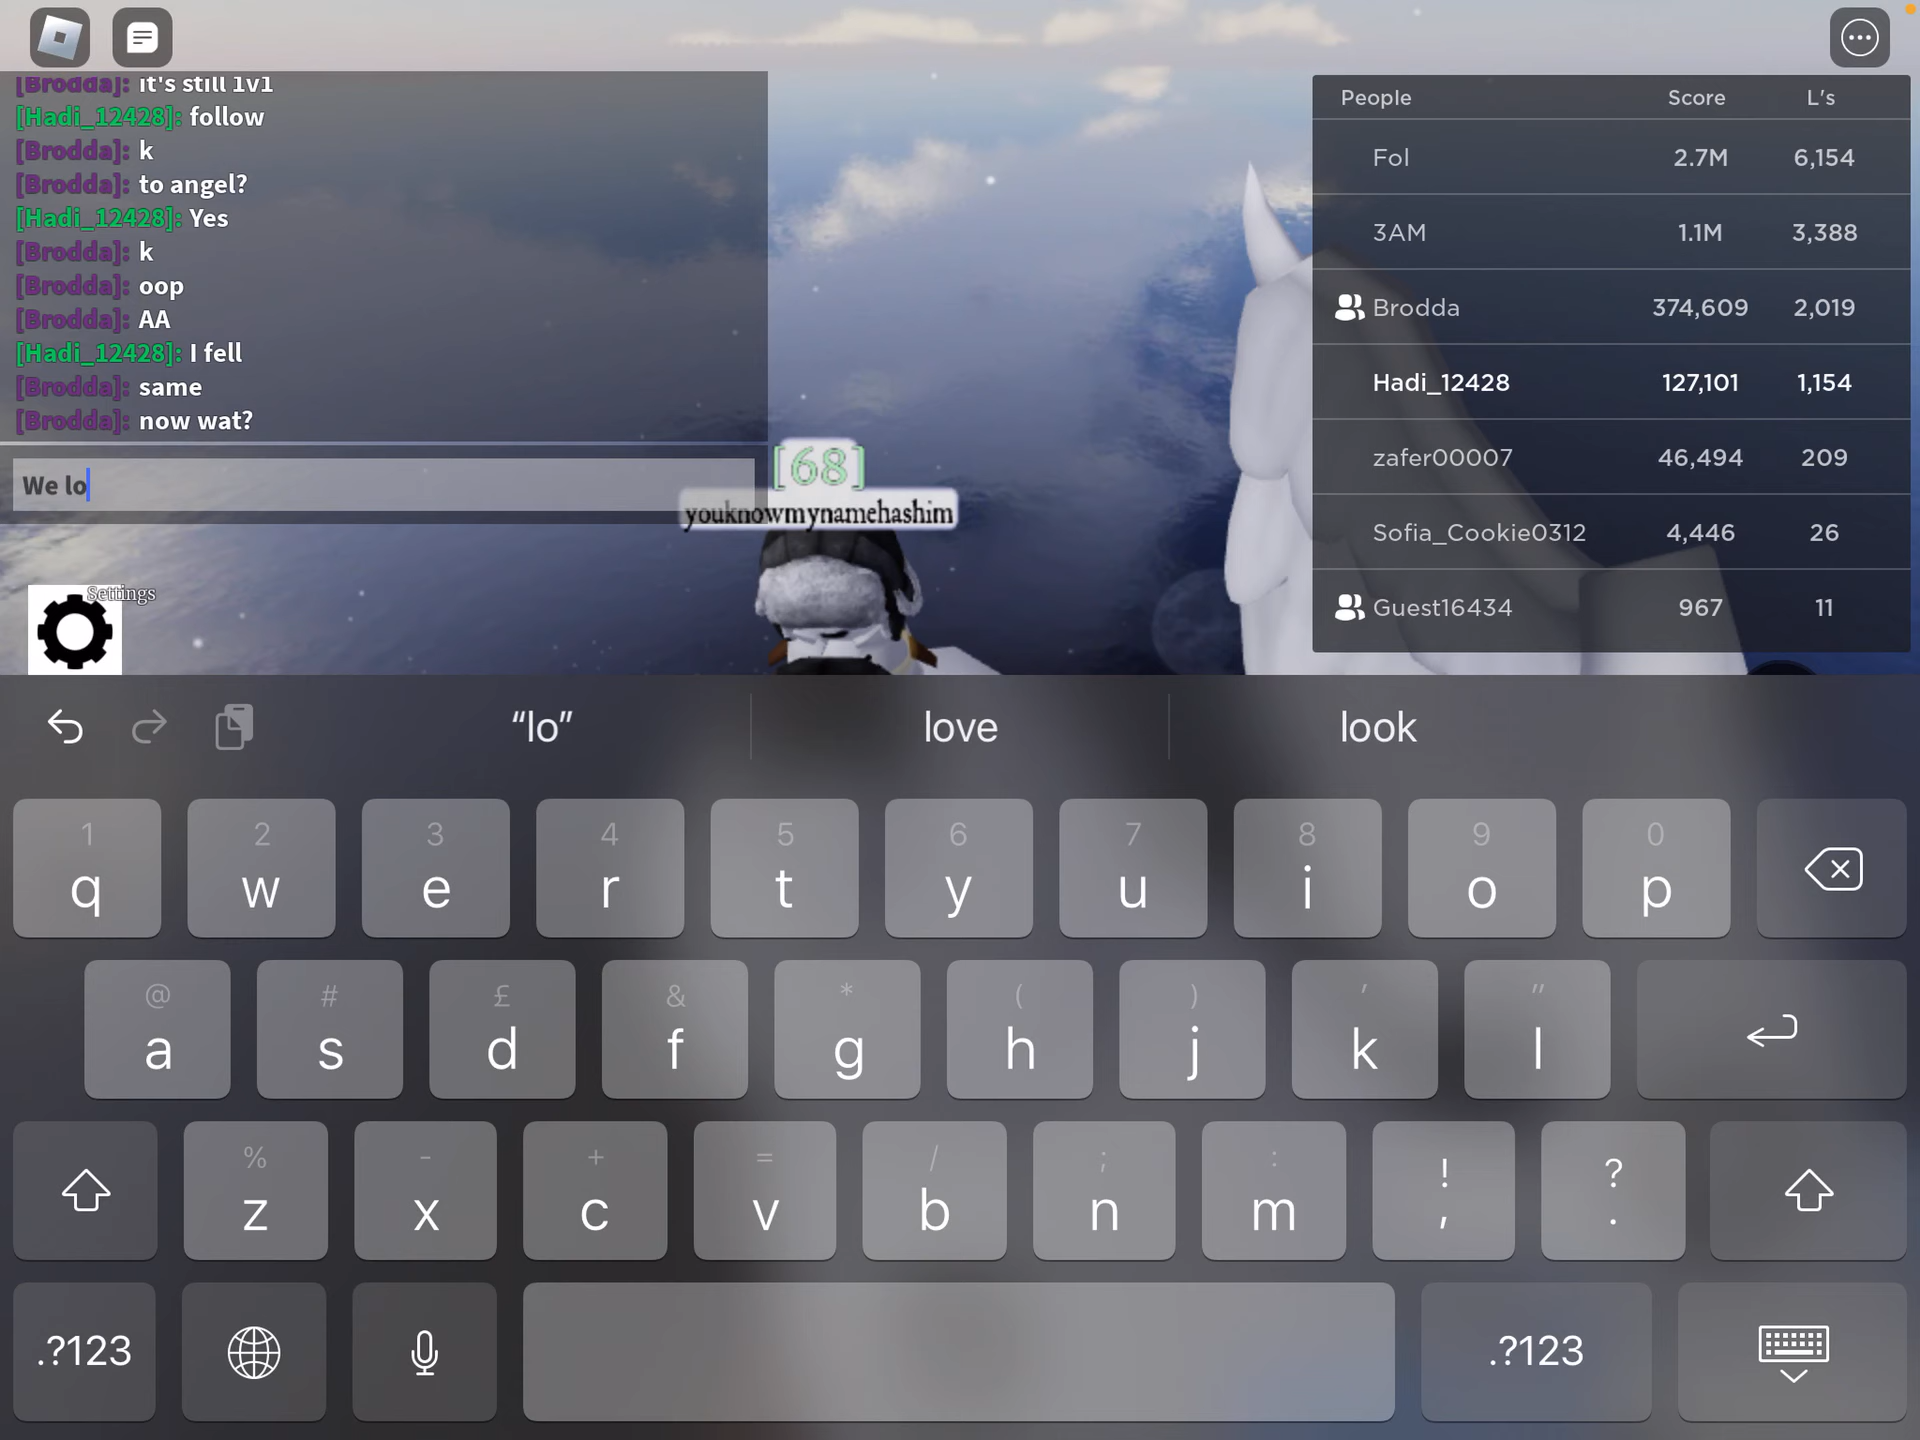 [Brodda]: it's still 1v1
[Hadi_12428]: follow
[Brodda]: k
[Brodda]: to angel?
[Hadi_12428]: Yes
[Brodda]: k
[Brodda]: oop
[Brodda]: AA
[Hadi_12428]: I fell
[Brodda]: same
[Brodda]: now wat?
We lo
[68]
youknowmynamehashim
Settings
People Score L's
Fol 2.7M 6,154
3AM 1.1M 3,388
Brodda 374,609 2,019
Hadi_12428 127,101 1,154
zafer00007 46,494 209
Sofia_Cookie0312 4,446 26
Guest16434 967 11
“lo” love look
1 2 3 4 5 6 7 8 9 0
q w e r t y u i o p
@ # £ & * ( ) ' "
a s d f g h j k l
% - + = / ; : ! ?
z x c v b n m , .
.?123 .?123